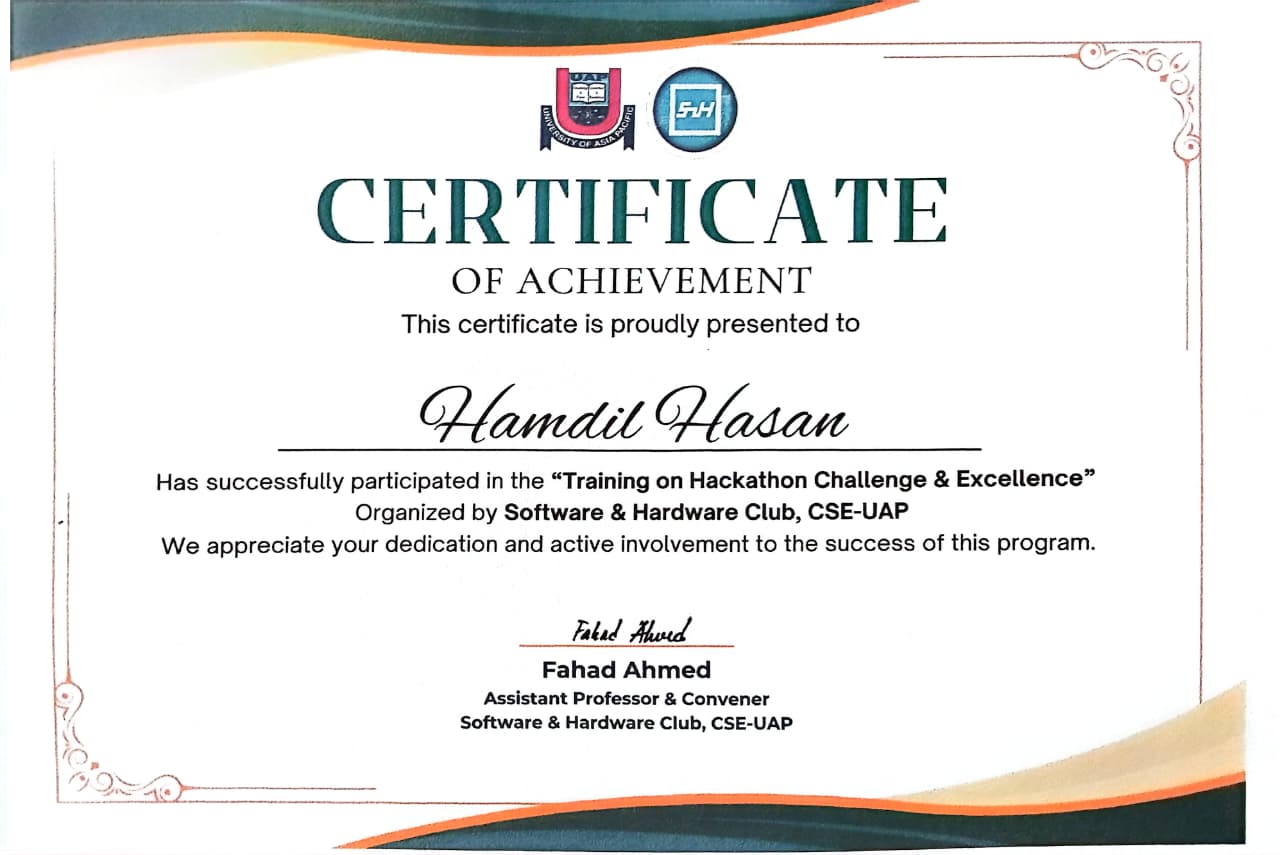 UNIVERSITY OF ASIA PACIFIC
SnH
CERTIFICATE
OF ACHIEVEMENT
This certificate is proudly presented to
Hamdil Hasan
Has successfully participated in the “Training on Hackathon Challenge & Excellence”
Organized by Software & Hardware Club, CSE-UAP
We appreciate your dedication and active involvement to the success of this program.
Fahad Ahmed
Fahad Ahmed
Assistant Professor & Convener
Software & Hardware Club, CSE-UAP